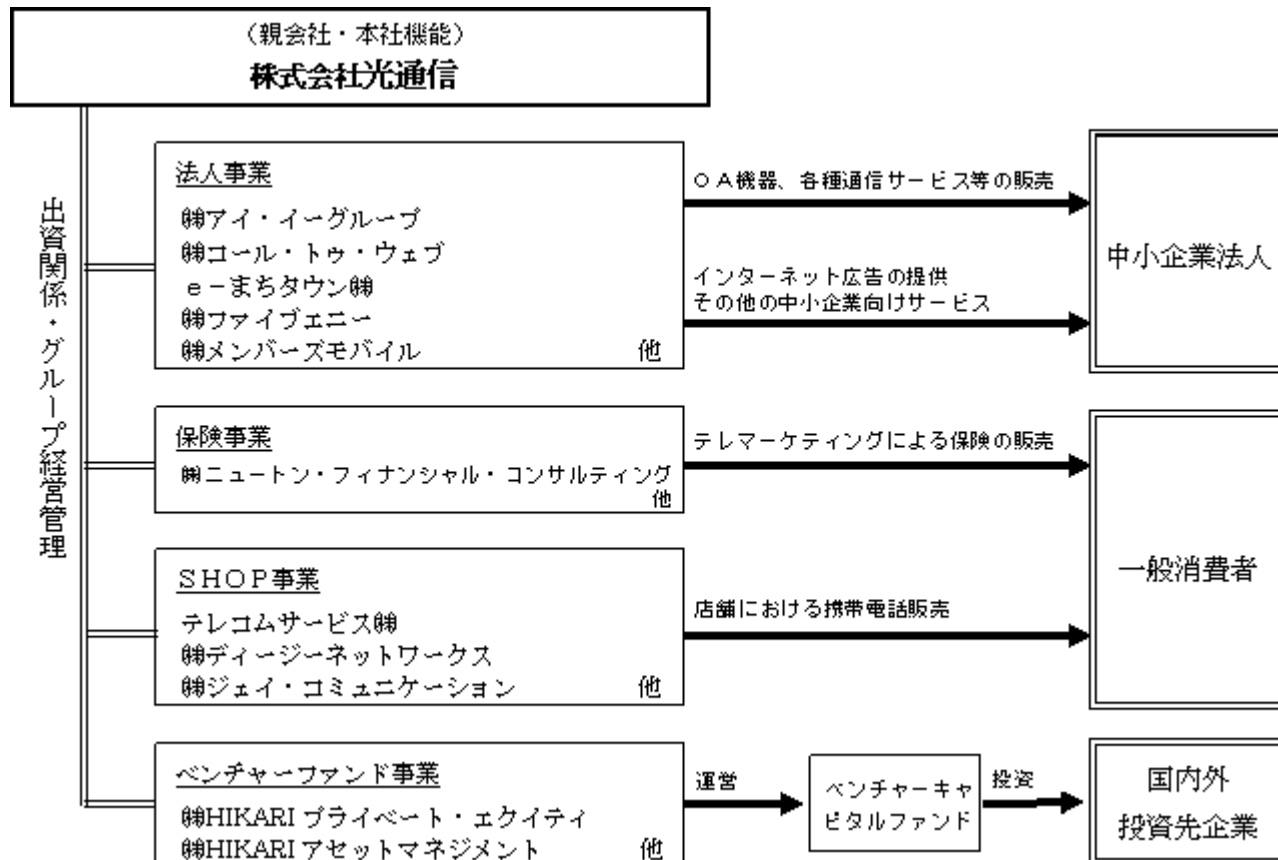 (親会社・本社機能)
株式会社光通信
出資関係・グループ経営管理
法人事業
㈱アイ・イーグループ
㈱コール・トゥ・ウェブ
e-まちタウン㈱
㈱ファイブエニー
㈱メンバーズモバイル 他
OA機器、各種通信サービス等の販売
インターネット広告の提供
その他の中小企業向けサービス
中小企業法人
保険事業
㈱ニュートン・フィナンシャル・コンサルティング
他
テレマーケティングによる保険の販売
SHOP事業
テレコムサービス㈱
㈱ディージーネットワークス
㈱ジェイ・コミュニケーション 他
店舗における携帯電話販売
一般消費者
ベンチャーファンド事業
㈱HIKARIプライベート・エクイティ
㈱HIKARIアセットマネジメント 他
運営
ベンチャーキャ
ピタルファンド
投資
国内外
投資先企業